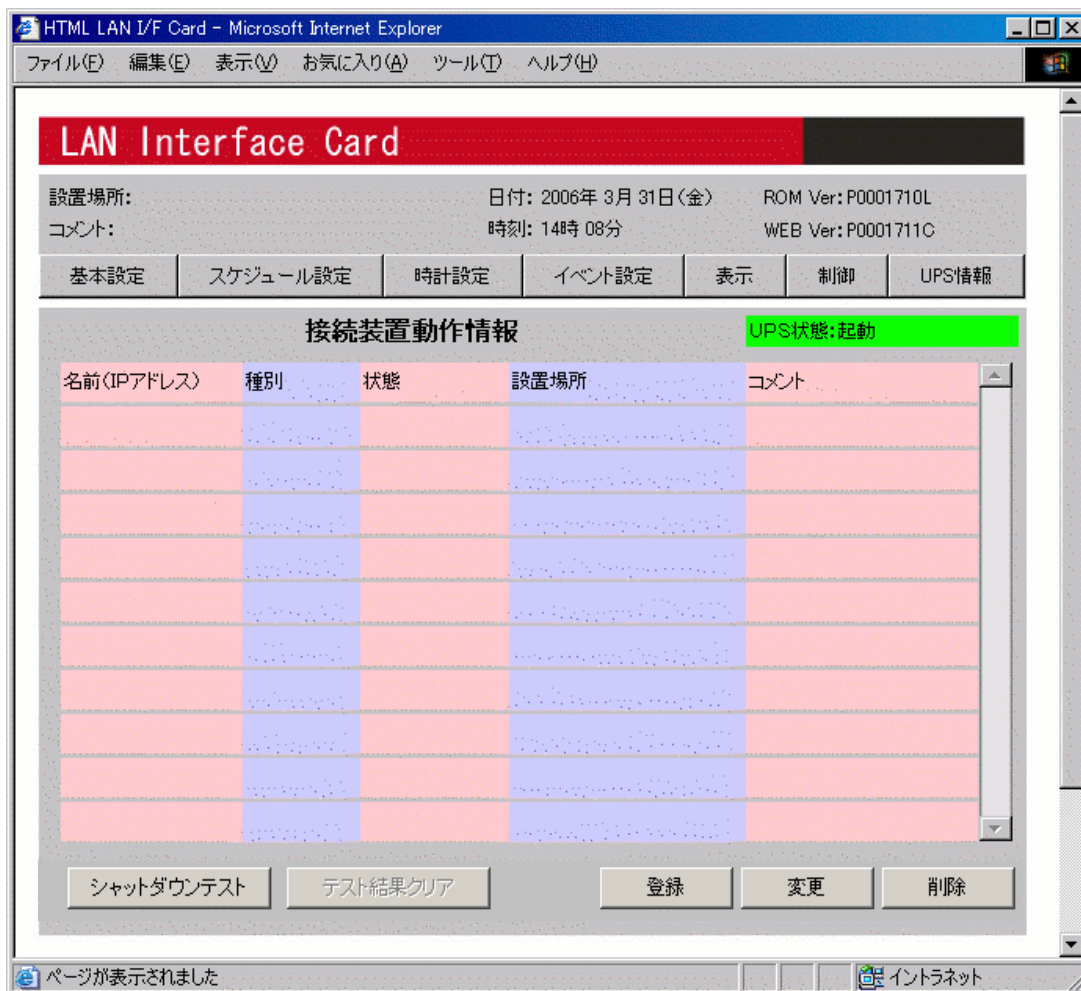 HTML LAN I/F Card - Microsoft Internet Explorer
ファイル(F) 編集(E) 表示(V) お気に入り(A) ツール(T) ヘルプ(H)
LAN Interface Card
設置場所: 日付: 2006年 3月 31日(金) ROM Ver: P0001710L
コメント: 時刻: 14時 08分 WEB Ver: P0001711C
基本設定 スケジュール設定 時計設定 イベント設定 表示 制御 UPS情報
接続装置動作情報 UPS状態:起動
名前(IPアドレス) 種別 状態 設置場所 コメント
シャットダウンテスト テスト結果クリア 登録 変更 削除
ページが表示されました イントラネット